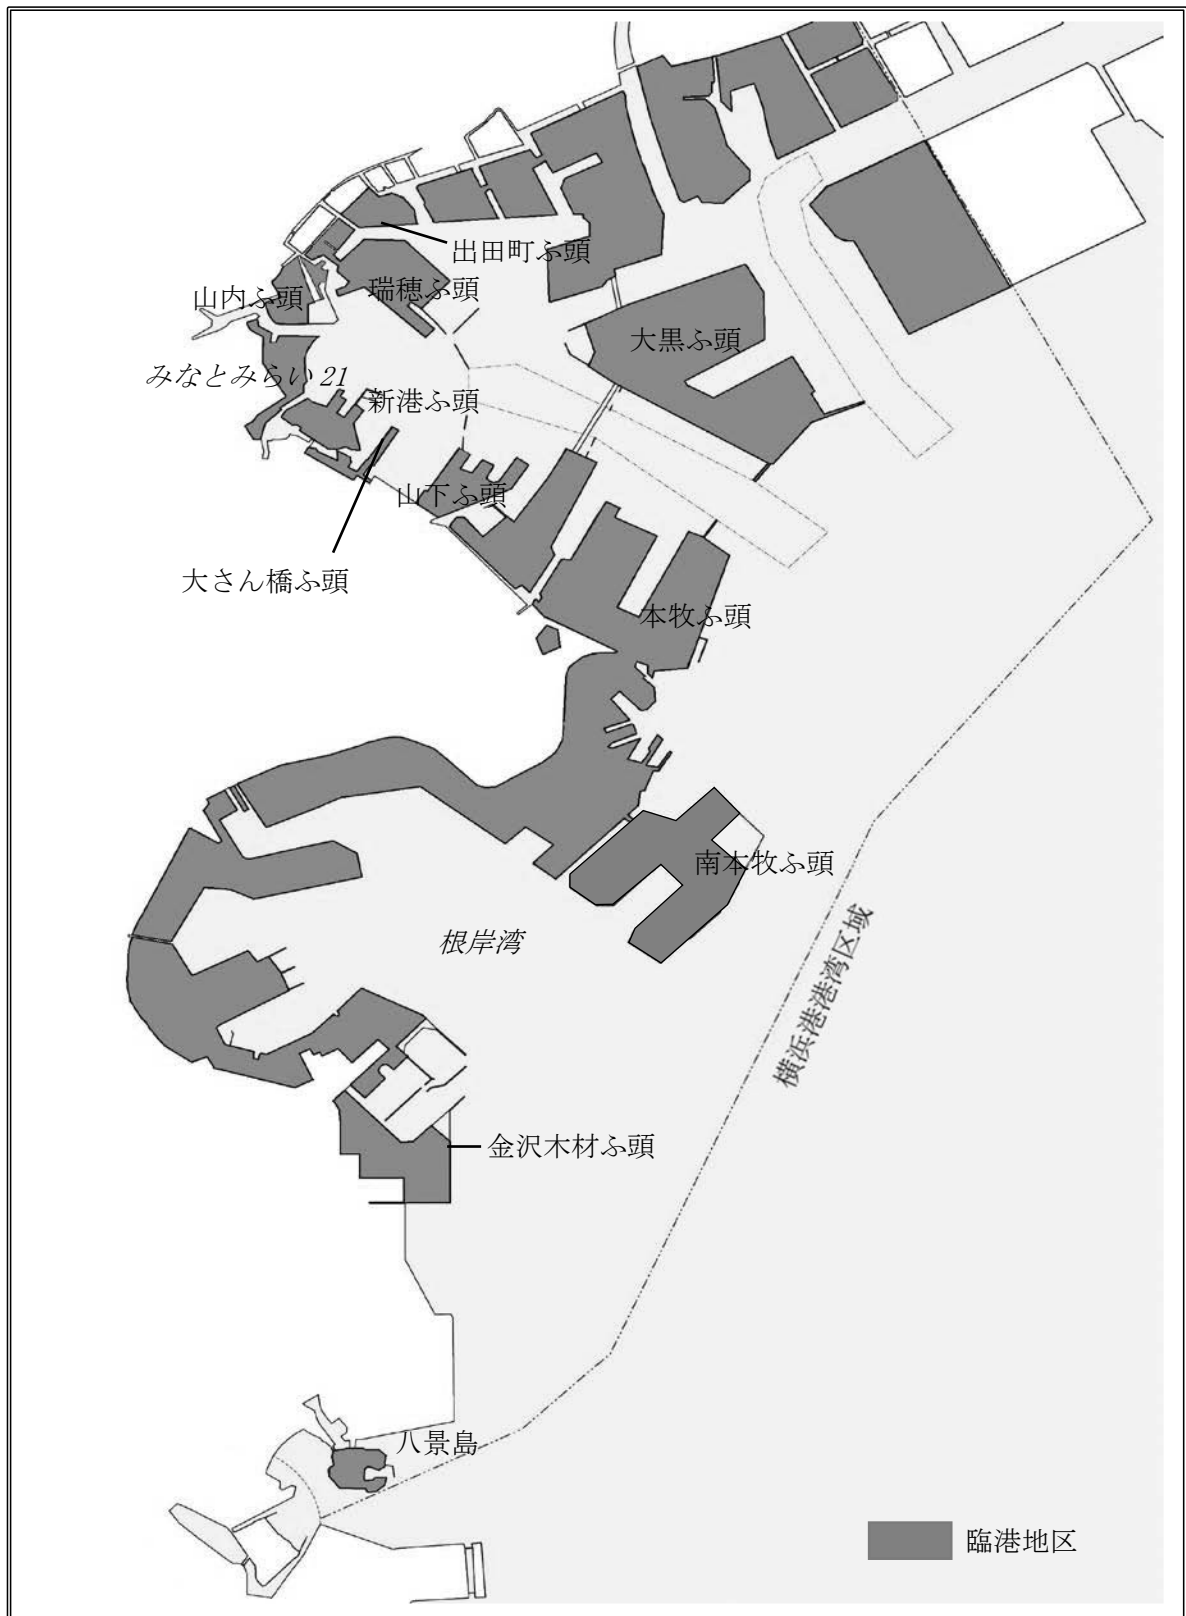 出田町ふ頭
瑞穂ふ頭
山内ふ頭
大黒ふ頭
みなとみらい 21
新港ふ頭
山下ふ頭
大さん橋ふ頭
本牧ふ頭
南本牧ふ頭
根岸湾
横浜港港湾区域
金沢木材ふ頭
八景島
臨港地区